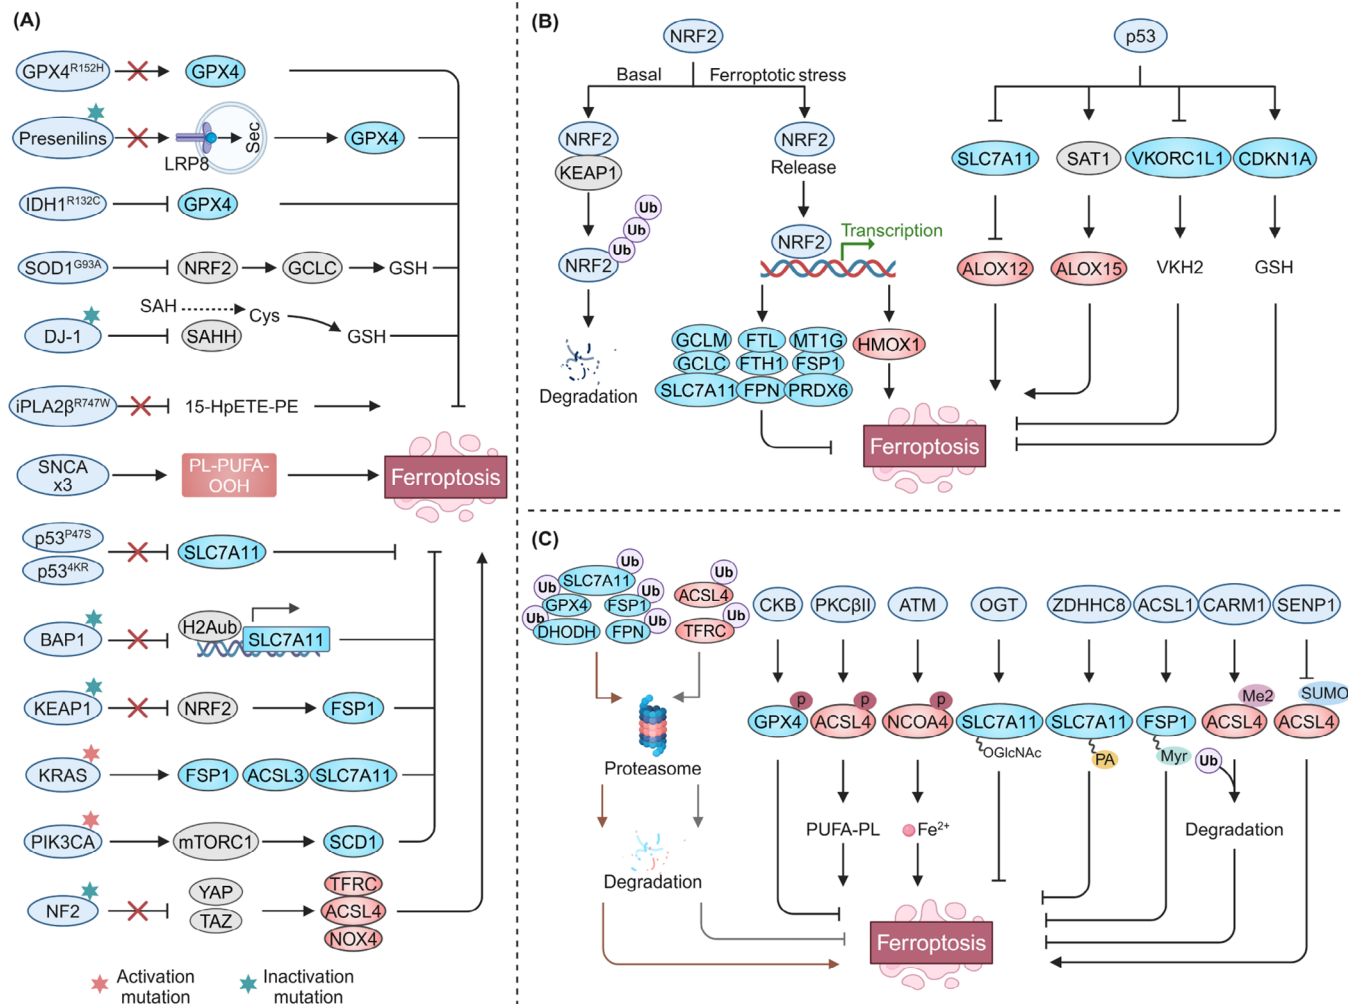 (A)
GPX4R152H
GPX4
Presenilins
LRP8
Sec
GPX4
IDH1R132C
GPX4
SOD1G93A
NRF2
GCLC
GSH
SAH
Cys
DJ-1
SAHH
GSH
iPLA2βR747W
15-HpETE-PE
SNCA
x3
PL-PUFA-
OOH
Ferroptosis
p53P47S
p534KR
SLC7A11
BAP1
H2Aub
SLC7A11
KEAP1
NRF2
FSP1
KRAS
FSP1
ACSL3
SLC7A11
PIK3CA
mTORC1
SCD1
NF2
YAP
TAZ
TFRC
ACSL4
NOX4
Activation
mutation
Inactivation
mutation
(B)
NRF2
Basal
Ferroptotic stress
NRF2
KEAP1
NRF2
Ub
Ub
Ub
Degradation
NRF2
Release
NRF2
Transcription
GCLM
FTL
MT1G
HMOX1
GCLC
FTH1
FSP1
SLC7A11
FPN
PRDX6
Ferroptosis
p53
SLC7A11
SAT1
VKORC1L1
CDKN1A
ALOX12
ALOX15
VKH2
GSH
(C)
Ub
SLC7A11
Ub
GPX4
FSP1
Ub
Ub
DHODH
FPN
Ub
Ub
ACSL4
Ub
TFRC
Proteasome
Degradation
CKB
PKCβII
ATM
OGT
ZDHHC8
ACSL1
CARM1
SENP1
p
GPX4
p
ACSL4
p
NCOA4
SLC7A11
OGlcNAc
SLC7A11
PA
FSP1
Myr
Me2
ACSL4
SUMO
ACSL4
Ub
PUFA-PL
Fe2+
Degradation
Ferroptosis